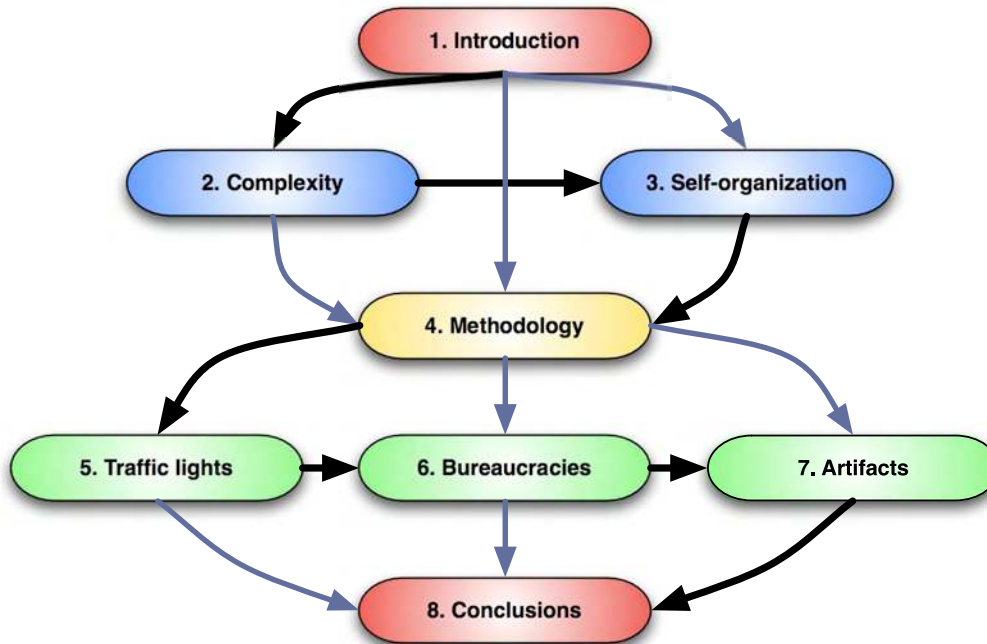 1. Introduction
2. Complexity
3. Self-organization
4. Methodology
5. Traffic lights
6. Bureaucracies
7. Artifacts
8. Conclusions